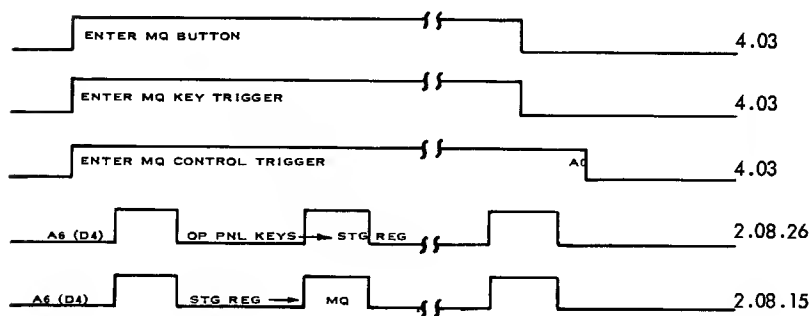 ENTER MQ BUTTON 4.03
ENTER MQ KEY TRIGGER 4.03
ENTER MQ CONTROL TRIGGER A0 4.03
A6 (D4) OP PNL KEYS → STG REG 2.08.26
A6 (D4) STG REG → MQ 2.08.15